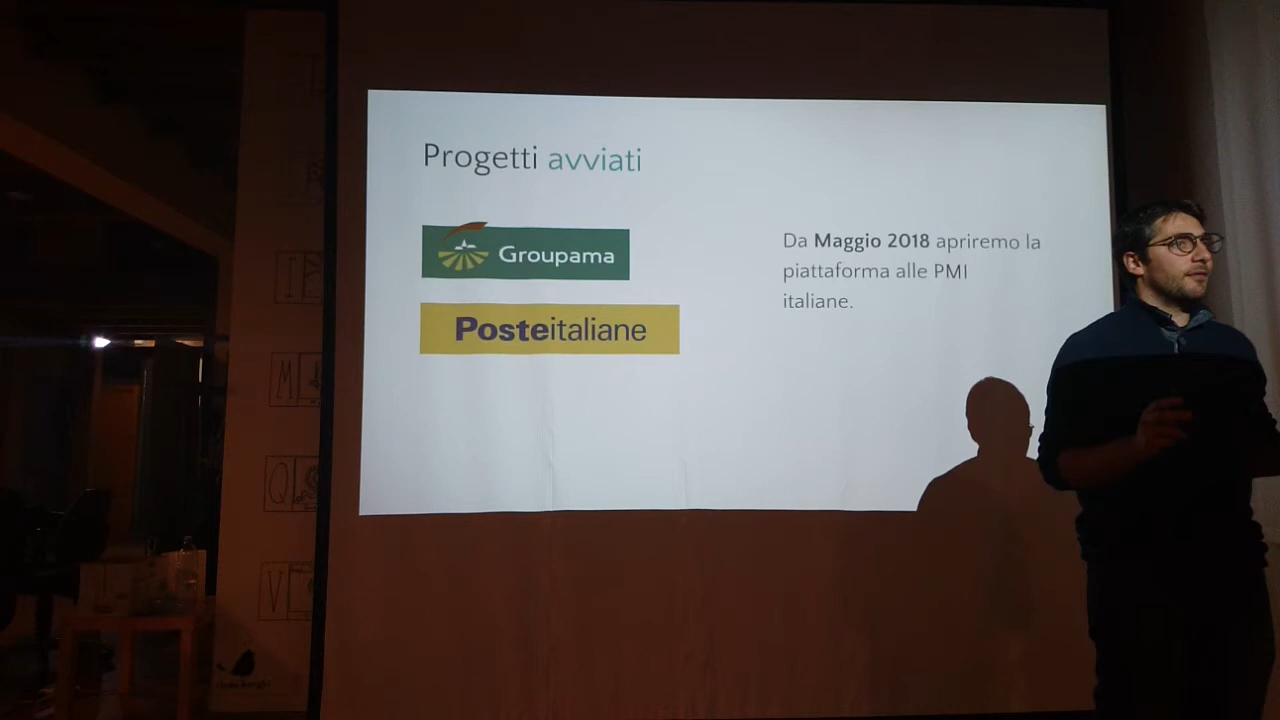 Progetti avviati
Groupama
Posteitaliane
Da Maggio 2018 apriremo la
piattaforma alle PMI
italiane.
M
Q
V